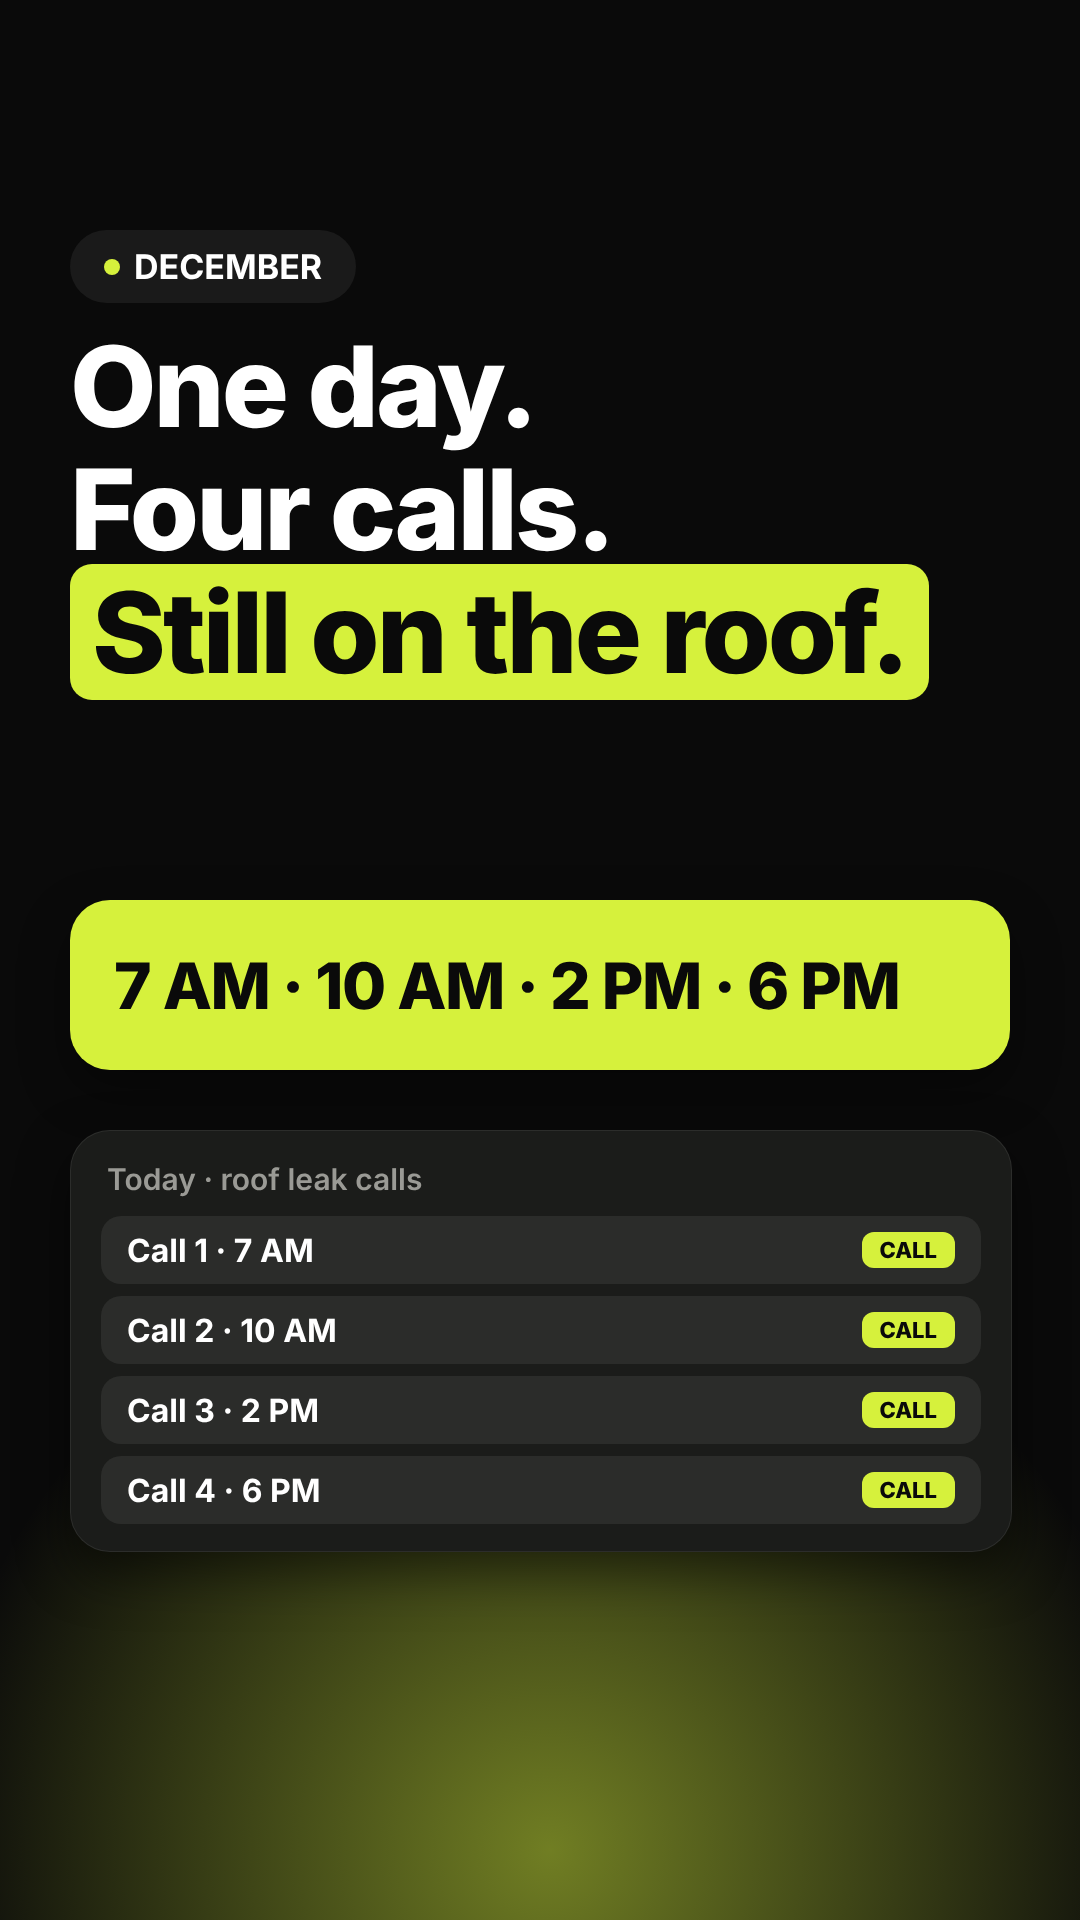 DECEMBER
One day.
Four calls.
Still on the roof.
7 AM · 10 AM · 2 PM · 6 PM
Today · roof leak calls
Call 1 · 7 AM CALL
Call 2 · 10 AM CALL
Call 3 · 2 PM CALL
Call 4 · 6 PM CALL